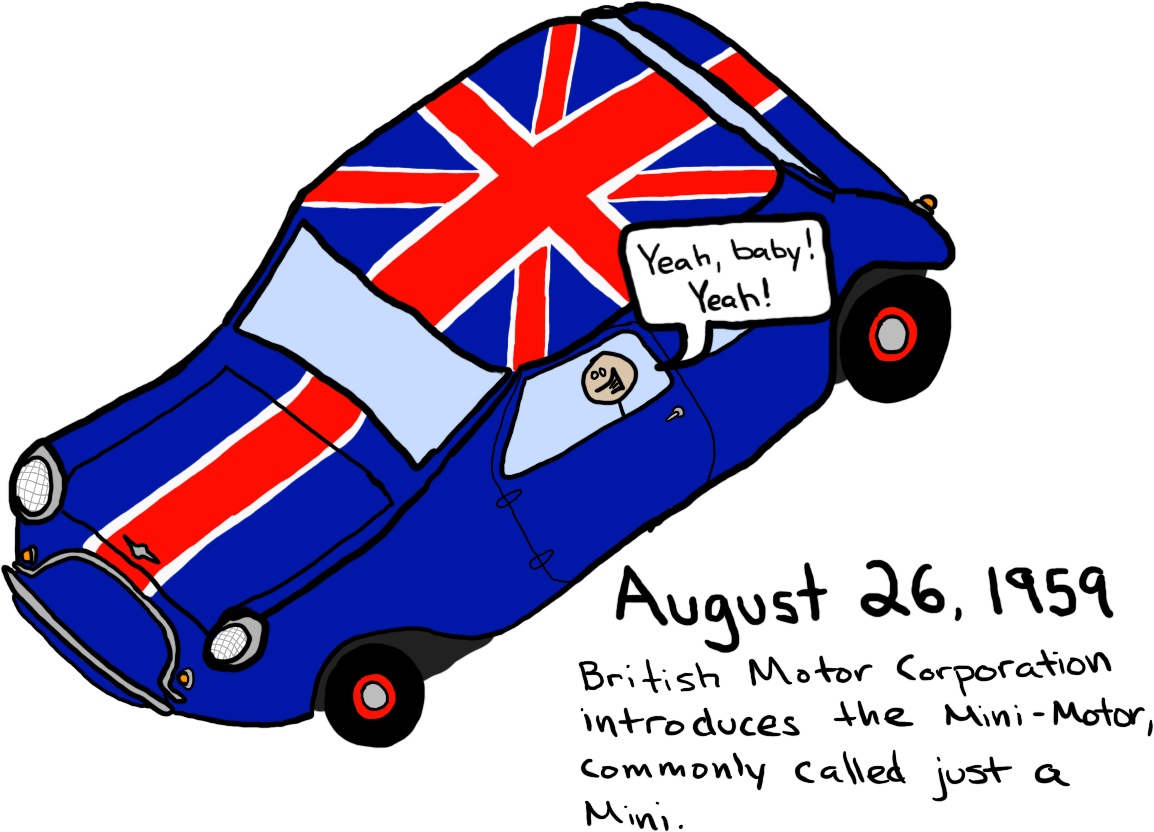 Yeah, baby!
Yeah!
August 26, 1959
British Motor Corporation
introduces the Mini-Motor,
commonly called just a
Mini.